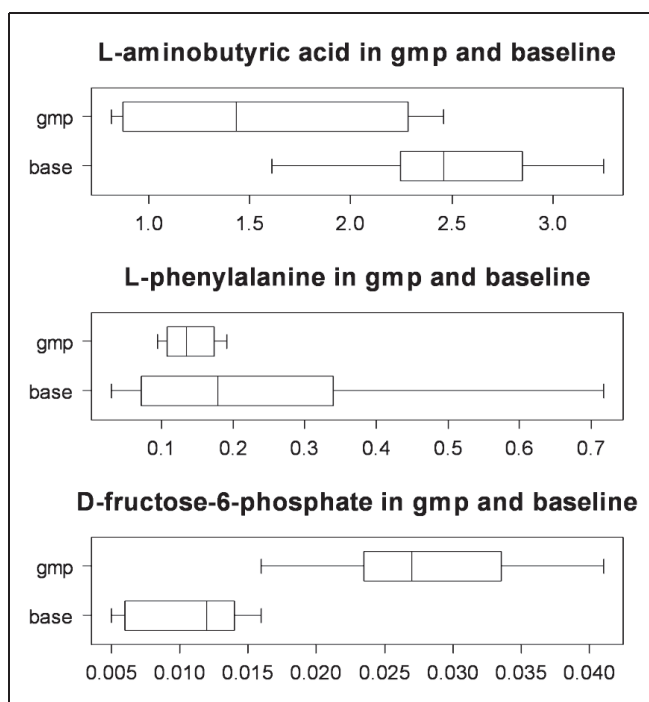 L-aminobutyric acid in gmp and baseline
gmp
base
1.0 1.5 2.0 2.5 3.0
L-phenylalanine in gmp and baseline
gmp
base
0.1 0.2 0.3 0.4 0.5 0.6 0.7
D-fructose-6-phosphate in gmp and baseline
gmp
base
0.005 0.010 0.015 0.020 0.025 0.030 0.035 0.040